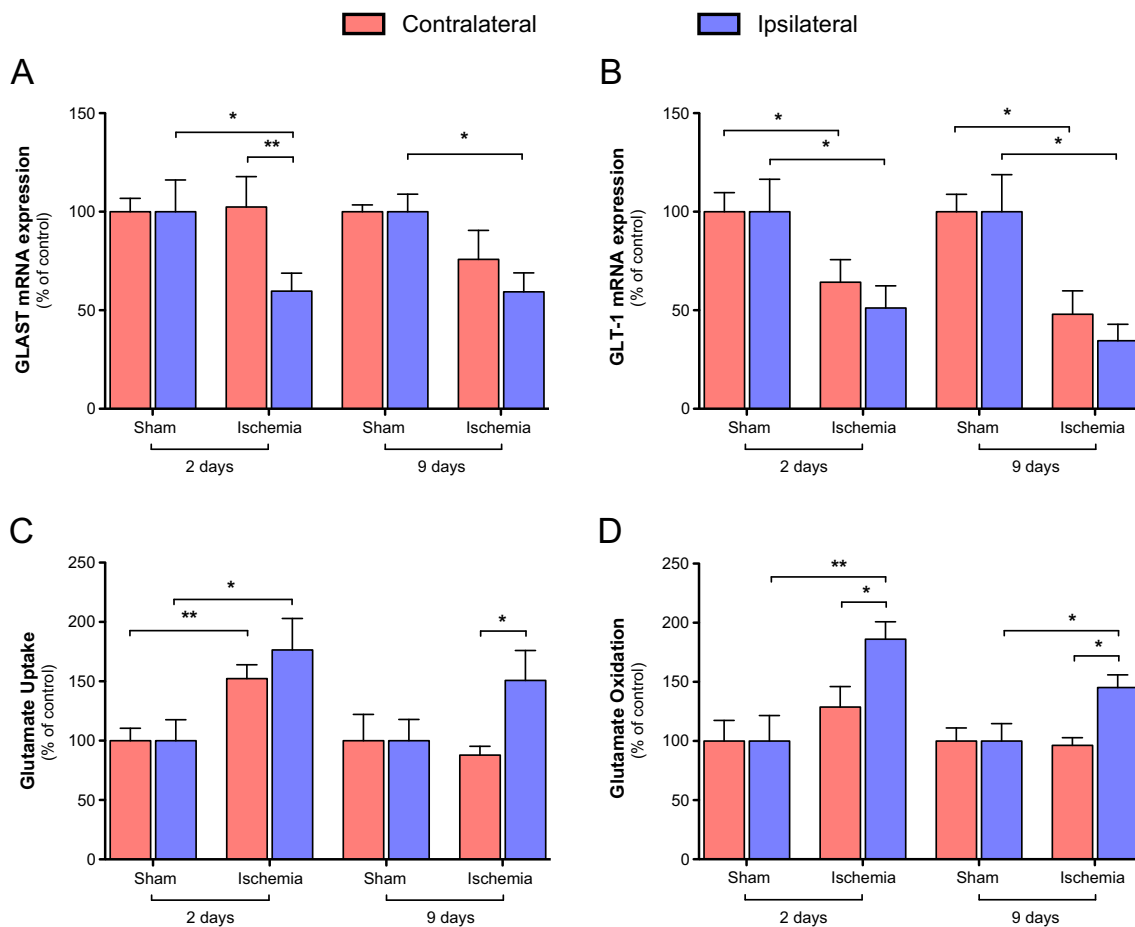 Contralateral
Ipsilateral
A
GLAST mRNA expression
(% of control)
150
100
50
0
*
**
*
Sham
Ischemia
Sham
Ischemia
2 days
9 days
B
GLT-1 mRNA expression
(% of control)
150
100
50
0
*
*
*
*
Sham
Ischemia
Sham
Ischemia
2 days
9 days
C
Glutamate Uptake
(% of control)
250
200
150
100
50
0
*
**
*
Sham
Ischemia
Sham
Ischemia
2 days
9 days
D
Glutamate Oxidation
(% of control)
250
200
150
100
50
0
**
*
*
*
Sham
Ischemia
Sham
Ischemia
2 days
9 days